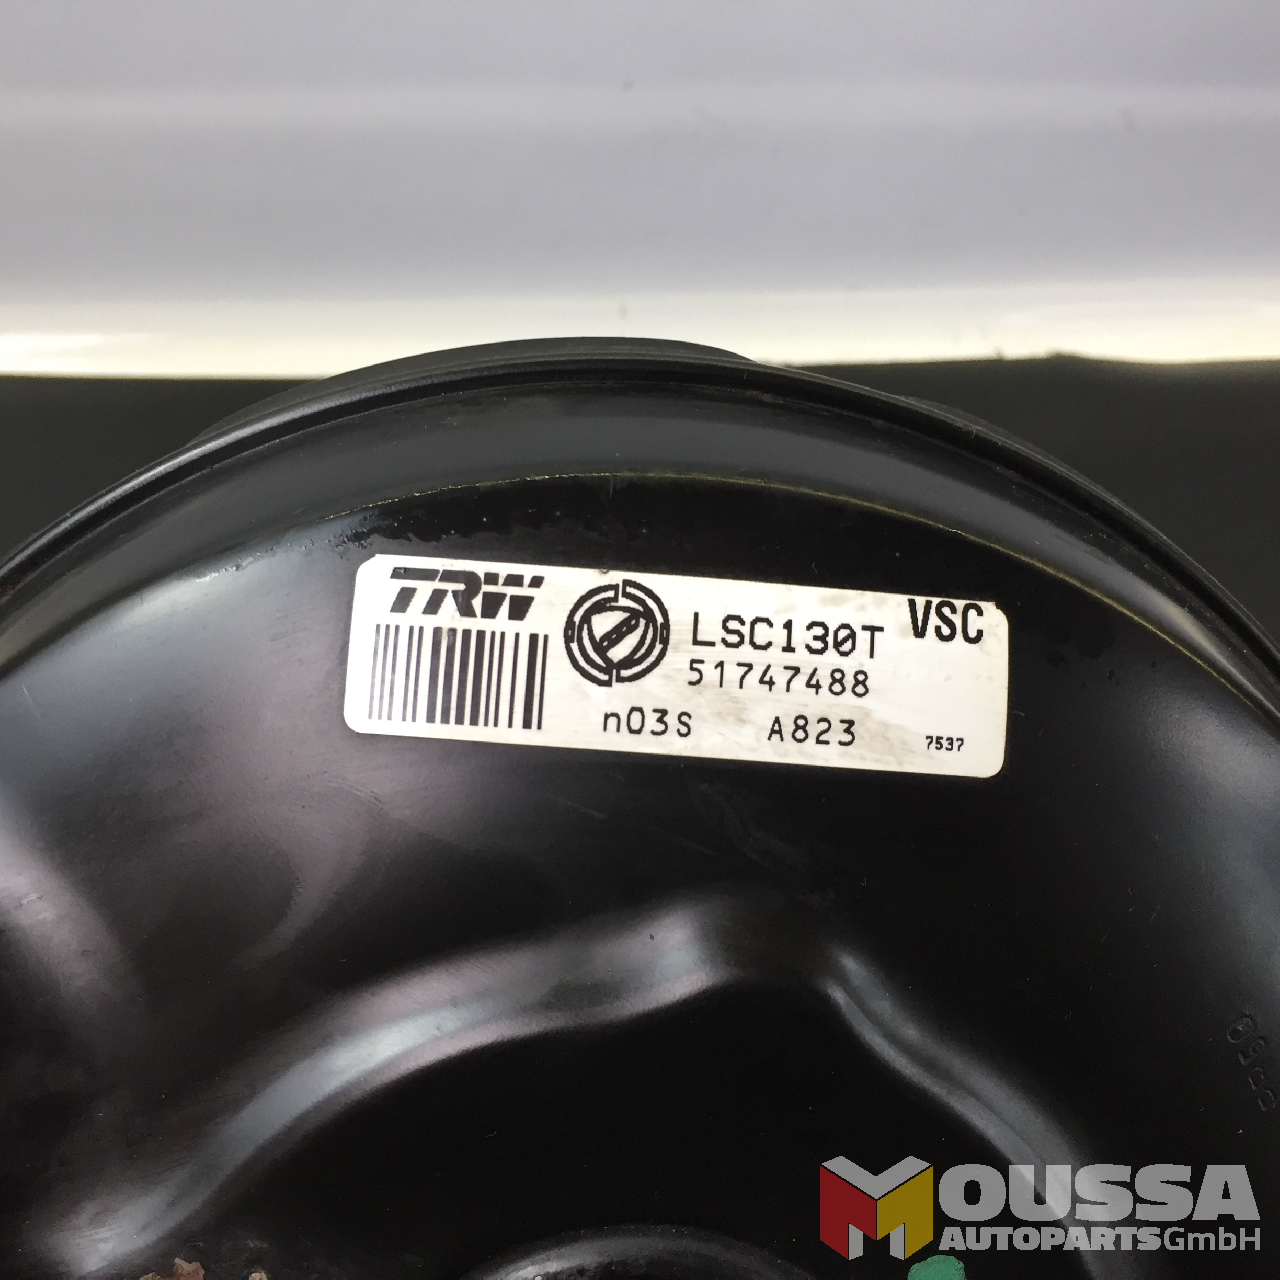 TRW
LSC130T VSC
51747488
n03S A823 7537
MOUSSA
AUTOPARTSGmbH